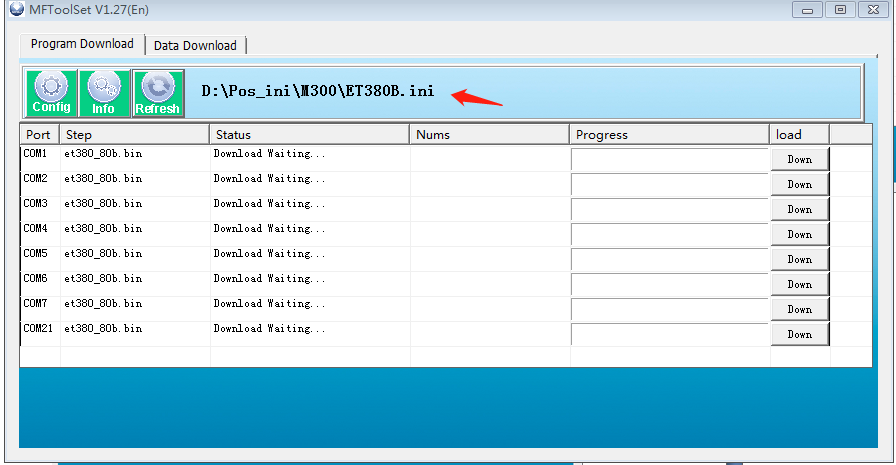 MFToolSet V1.27(En)
Program Download Data Download
Config Info Refresh D:\Pos_ini\M300\ET380B.ini
Port Step Status Nums Progress load
COM1 et380_80b.bin Download Waiting... Down
COM2 et380_80b.bin Download Waiting... Down
COM3 et380_80b.bin Download Waiting... Down
COM4 et380_80b.bin Download Waiting... Down
COM5 et380_80b.bin Download Waiting... Down
COM6 et380_80b.bin Download Waiting... Down
COM7 et380_80b.bin Download Waiting... Down
COM21 et380_80b.bin Download Waiting... Down